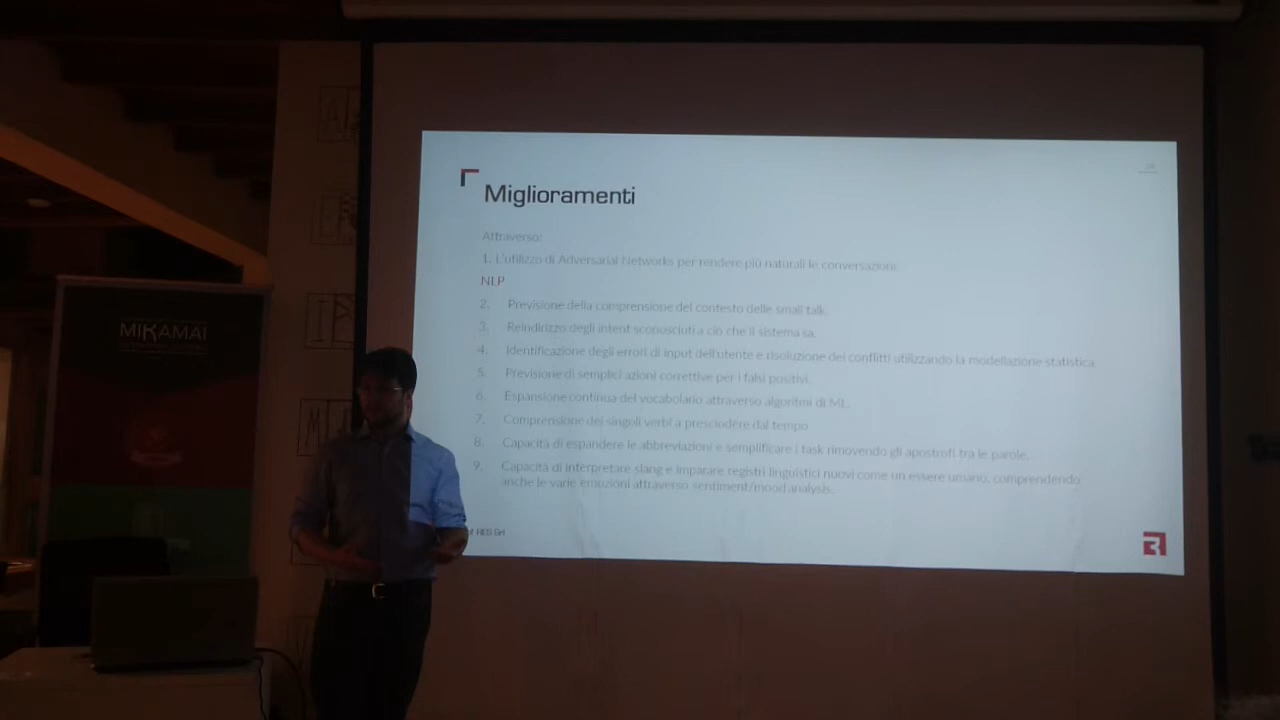 Miglioramenti
Attraverso:
1. L'utilizzo di Adversarial Networks per rendere più naturali le conversazioni.
NLP
2. Previsione della comprensione del contesto delle small talk.
3. Reindirizzo degli intent sconosciuti a ciò che il sistema sa.
4. Identificazione degli errori di input dell'utente e risoluzione dei conflitti utilizzando la modellazione statistica.
5. Previsione di semplici azioni correttive per i falsi positivi.
6. Espansione continua del vocabolario attraverso algoritmi di ML.
7. Comprensione dei singoli verbi a prescindere dal tempo
8. Capacità di espandere le abbreviazioni e semplificare i task rimovendo gli apostrofi tra le parole.
9. Capacità di interpretare slang e imparare registri linguistici nuovi come un essere umano, comprendendo
anche le varie emozioni attraverso sentiment/mood analysis.
of RES Srl
MIKAMAI